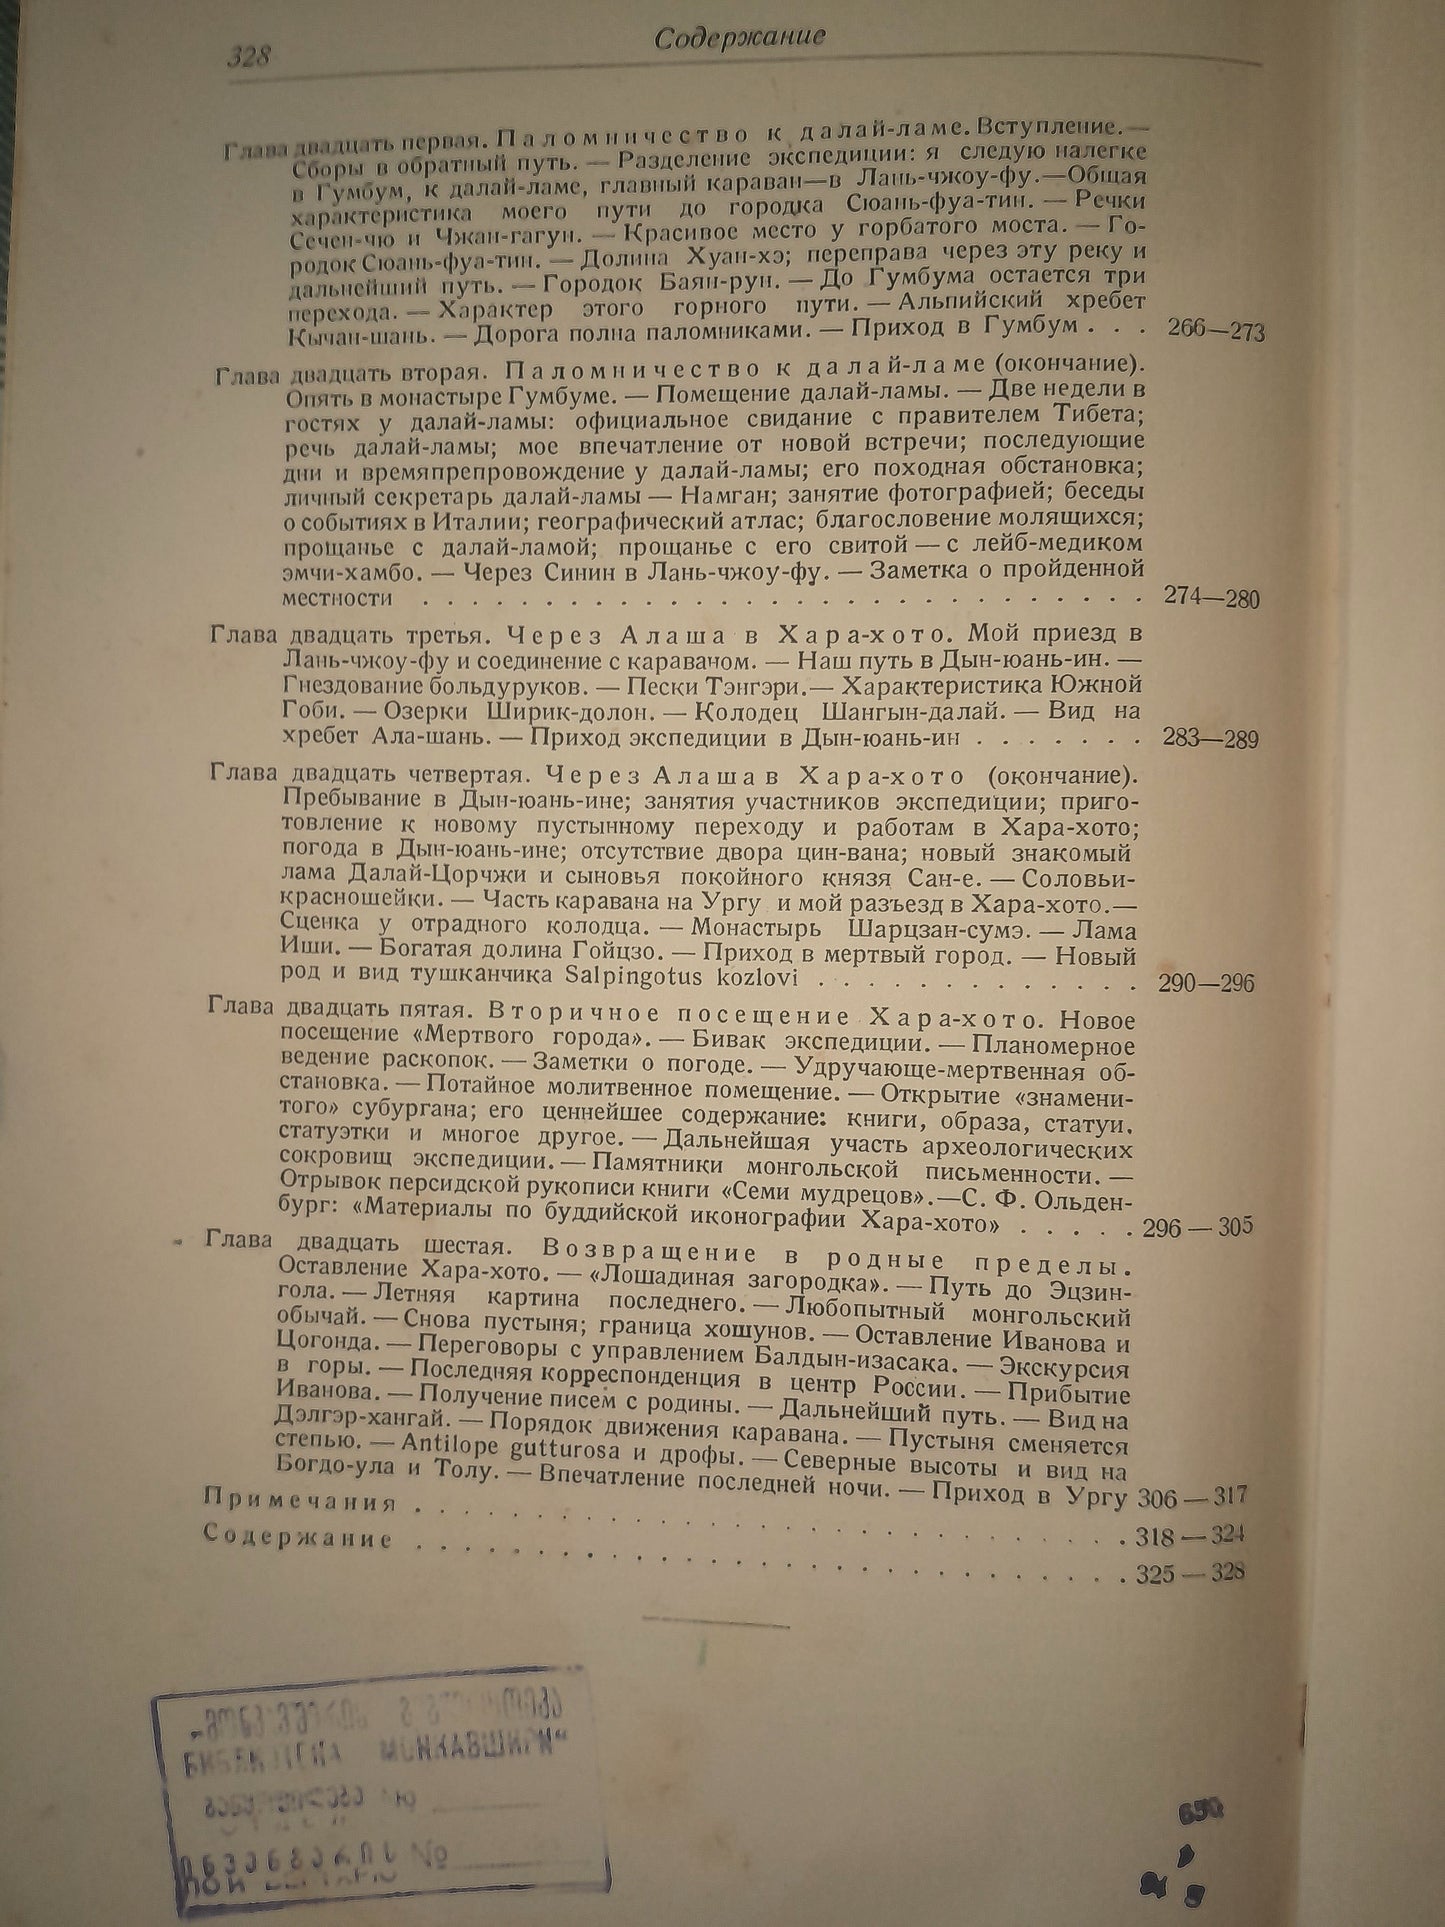 328
Содержание
Глава двадцать первая. Паломничество к далай-ламе. Вступление. —
Сборы в обратный путь. — Разделение экспедиции: я следую налегке
в Гумбум, к далай-ламе, главный караван—в Лань-чжоу-фу.—Общая
характеристика моего пути до городка Сюань-фуа-тин. — Речки
Сечен-чю и Чжан-гагун. — Красивое место у горбатого моста. — Го-
родок Сюань-фуа-тин. — Долина Хуан-хэ; переправа через эту реку и
дальнейший путь. — Городок Баян-рун. — До Гумбума остается три
перехода. — Характер этого горного пути. — Альпийский хребет
Кычан-шань. — Дорога полна паломниками. — Приход в Гумбум . . . 266—273
Глава двадцать вторая. Паломничество к далай-ламе (окончание).
Опять в монастыре Гумбуме. — Помещение далай-ламы. — Две недели в
гостях у далай-ламы: официальное свидание с правителем Тибета;
речь далай-ламы; мое впечатление от новой встречи; последующие
дни и времяпрепровождение у далай-ламы; его походная обстановка;
личный секретарь далай-ламы — Намган; занятие фотографией; беседы
о событиях в Италии; географический атлас; благословение молящихся;
прощанье с далай-ламой; прощанье с его свитой — с лейб-медиком
эмчи-хамбо. — Через Синин в Лань-чжоу-фу. — Заметка о пройденной
местности . . . . . . . . . . . . . . . . . . . . . . . . . 274—280
Глава двадцать третья. Через Алаша в Хара-хото. Мой приезд в
Лань-чжоу-фу и соединение с караваном. — Наш путь в Дын-юань-ин. —
Гнездование больдуруков. — Пески Тэнгэри.— Характеристика Южной
Гоби. — Озерки Ширик-долон. — Колодец Шангын-далай. — Вид на
хребет Ала-шань. — Приход экспедиции в Дын-юань-ин . . . . . . . 283—289
Глава двадцать четвертая. Через Алаша в Хара-хото (окончание).
Пребывание в Дын-юань-ине; занятия участников экспедиции; приго-
товление к новому пустынному переходу и работам в Хара-хото;
погода в Дын-юань-ине; отсутствие двора цин-вана; новый знакомый
лама Далай-Цорчжи и сыновья покойного князя Сан-е. — Соловьи-
красношейки. — Часть каравана на Ургу и мой разъезд в Хара-хото.—
Сценка у отрадного колодца. — Монастырь Шарцзан-сумэ. — Лама
Иши. — Богатая долина Гойцзо. — Приход в мертвый город. — Новый
род и вид тушканчика Salpingotus kozlovi . . . . . . . . . . . . . 290—296
Глава двадцать пятая. Вторичное посещение Хара-хото. Новое
посещение «Мертвого города». — Бивак экспедиции. — Планомерное
ведение раскопок. — Заметки о погоде. — Удручающе-мертвенная об-
становка. — Потайное молитвенное помещение. — Открытие «знамени-
того» субургана; его ценнейшее содержание: книги, образа, статуи,
статуэтки и многое другое. — Дальнейшая участь археологических
сокровищ экспедиции. — Памятники монгольской письменности. —
Отрывок персидской рукописи книги «Семи мудрецов».—С. Ф. Ольден-
бург: «Материалы по буддийской иконографии Хара-хото» . . . . . 296 — 305
Глава двадцать шестая. Возвращение в родные пределы.
Оставление Хара-хото. — «Лошадиная загородка». — Путь до Эцзин-
гола. — Летняя картина последнего. — Любопытный монгольский
обычай. — Снова пустыня; граница хошунов. — Оставление Иванова и
Цогонда. — Переговоры с управлением Балдын-изасака. — Экскурсия
в горы. — Последняя корреспонденция в центр России. — Прибытие
Иванова. — Получение писем с родины. — Дальнейший путь. — Вид на
Дэлгэр-хангай. — Порядок движения каравана. — Пустыня сменяется
степью. — Antilope gutturosa и дрофы. — Северные высоты и вид на
Богдо-ула и Толу. — Впечатление последней ночи. — Приход в Ургу 306 — 317
Примечания . . . . . . . . . . . . . . . . . . . . 318 — 324
Содержание . . . . . . . . . . . . . . . . . . . . 325 — 328
№